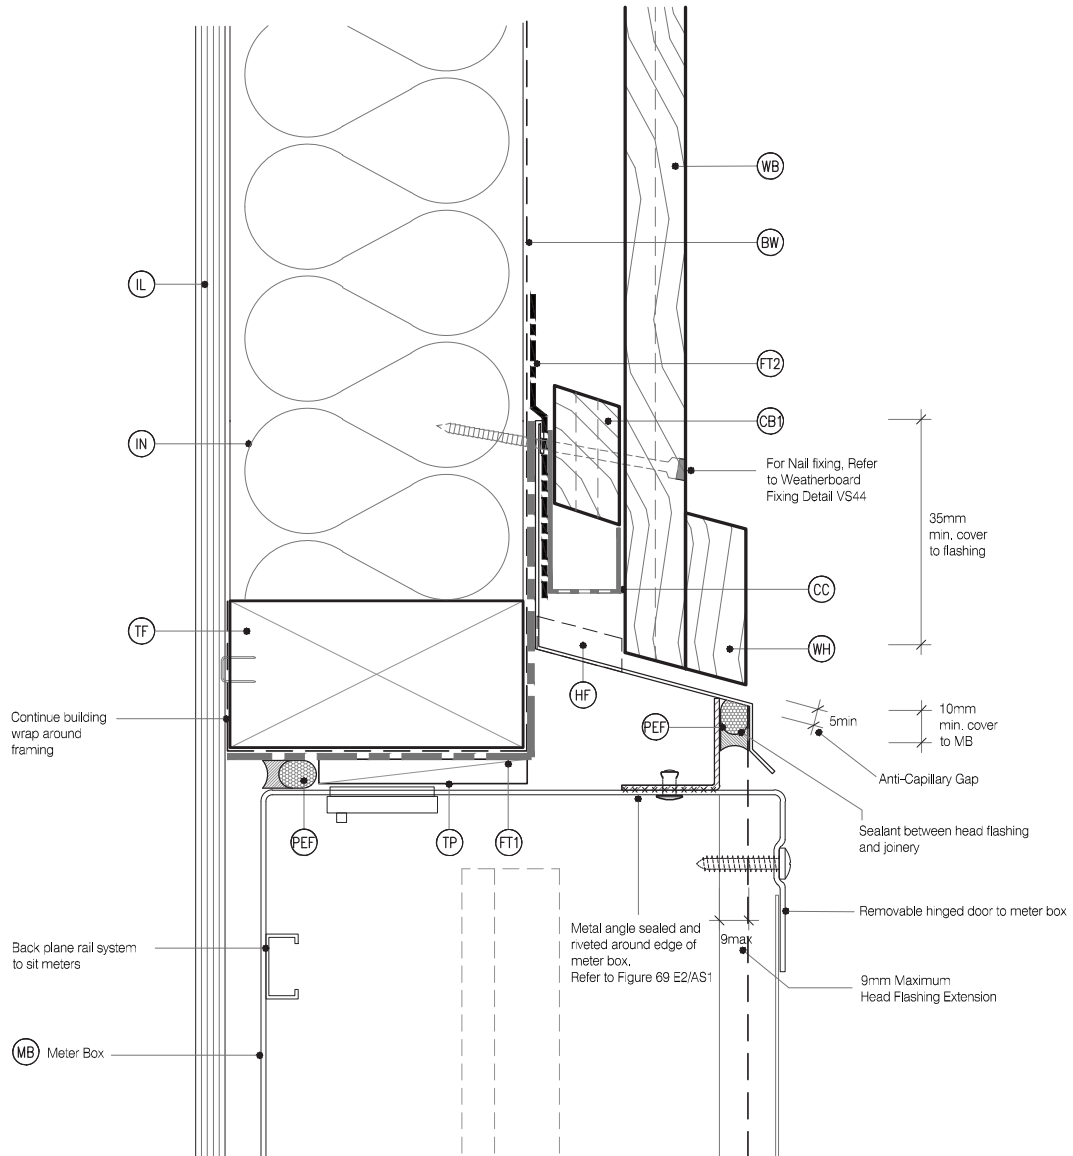 WB
BW
IL
FT2
CB1
IN
For Nail fixing, Refer
to Weatherboard
Fixing Detail VS44
35mm
min. cover
to flashing
CC
TF
WH
HF
Continue building
wrap around
framing
PEF
5min
10mm
min. cover
to MB
Anti-Capillary Gap
PEF
TP
FT1
Sealant between head flashing
and joinery
Removable hinged door to meter box
Metal angle sealed and
riveted around edge of
meter box.
Refer to Figure 69 E2/AS1
9max
Back plane rail system
to sit meters
9mm Maximum
Head Flashing Extension
MB Meter Box